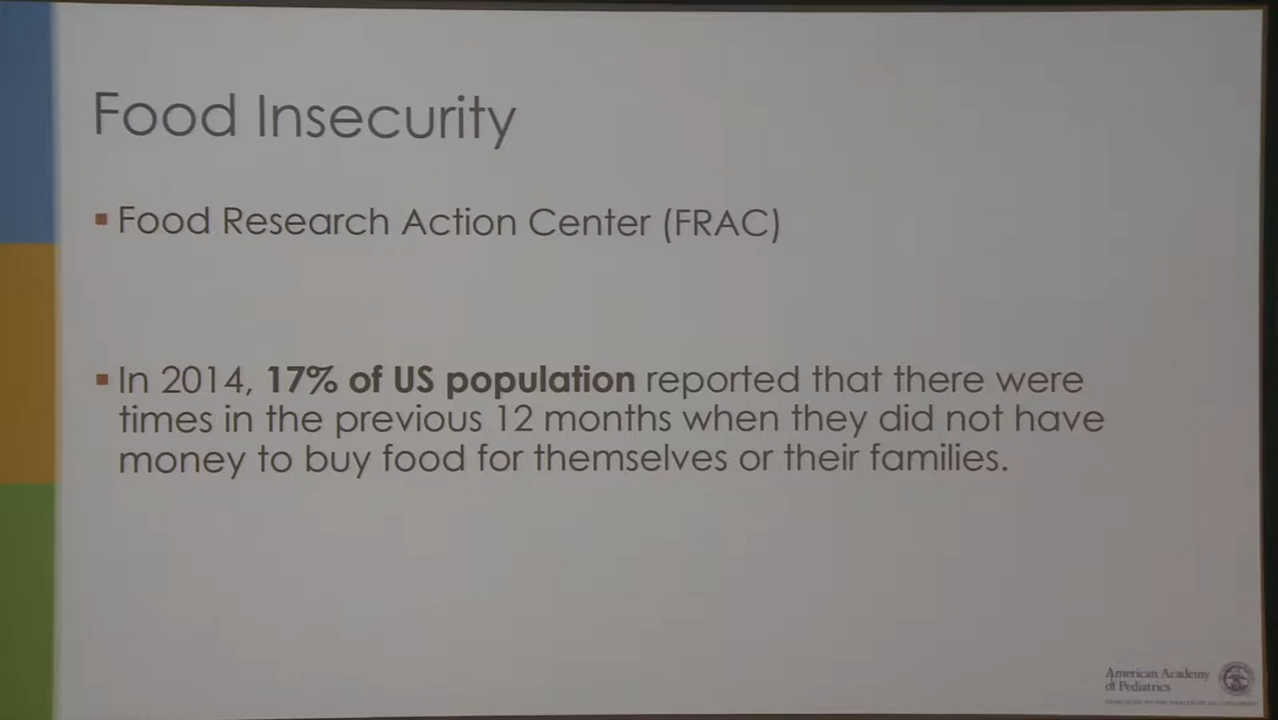 Food Insecurity
Food Research Action Center (FRAC)
In 2014, 17% of US population reported that there were
times in the previous 12 months when they did not have
money to buy food for themselves or their families.
American Academy
of Pediatrics